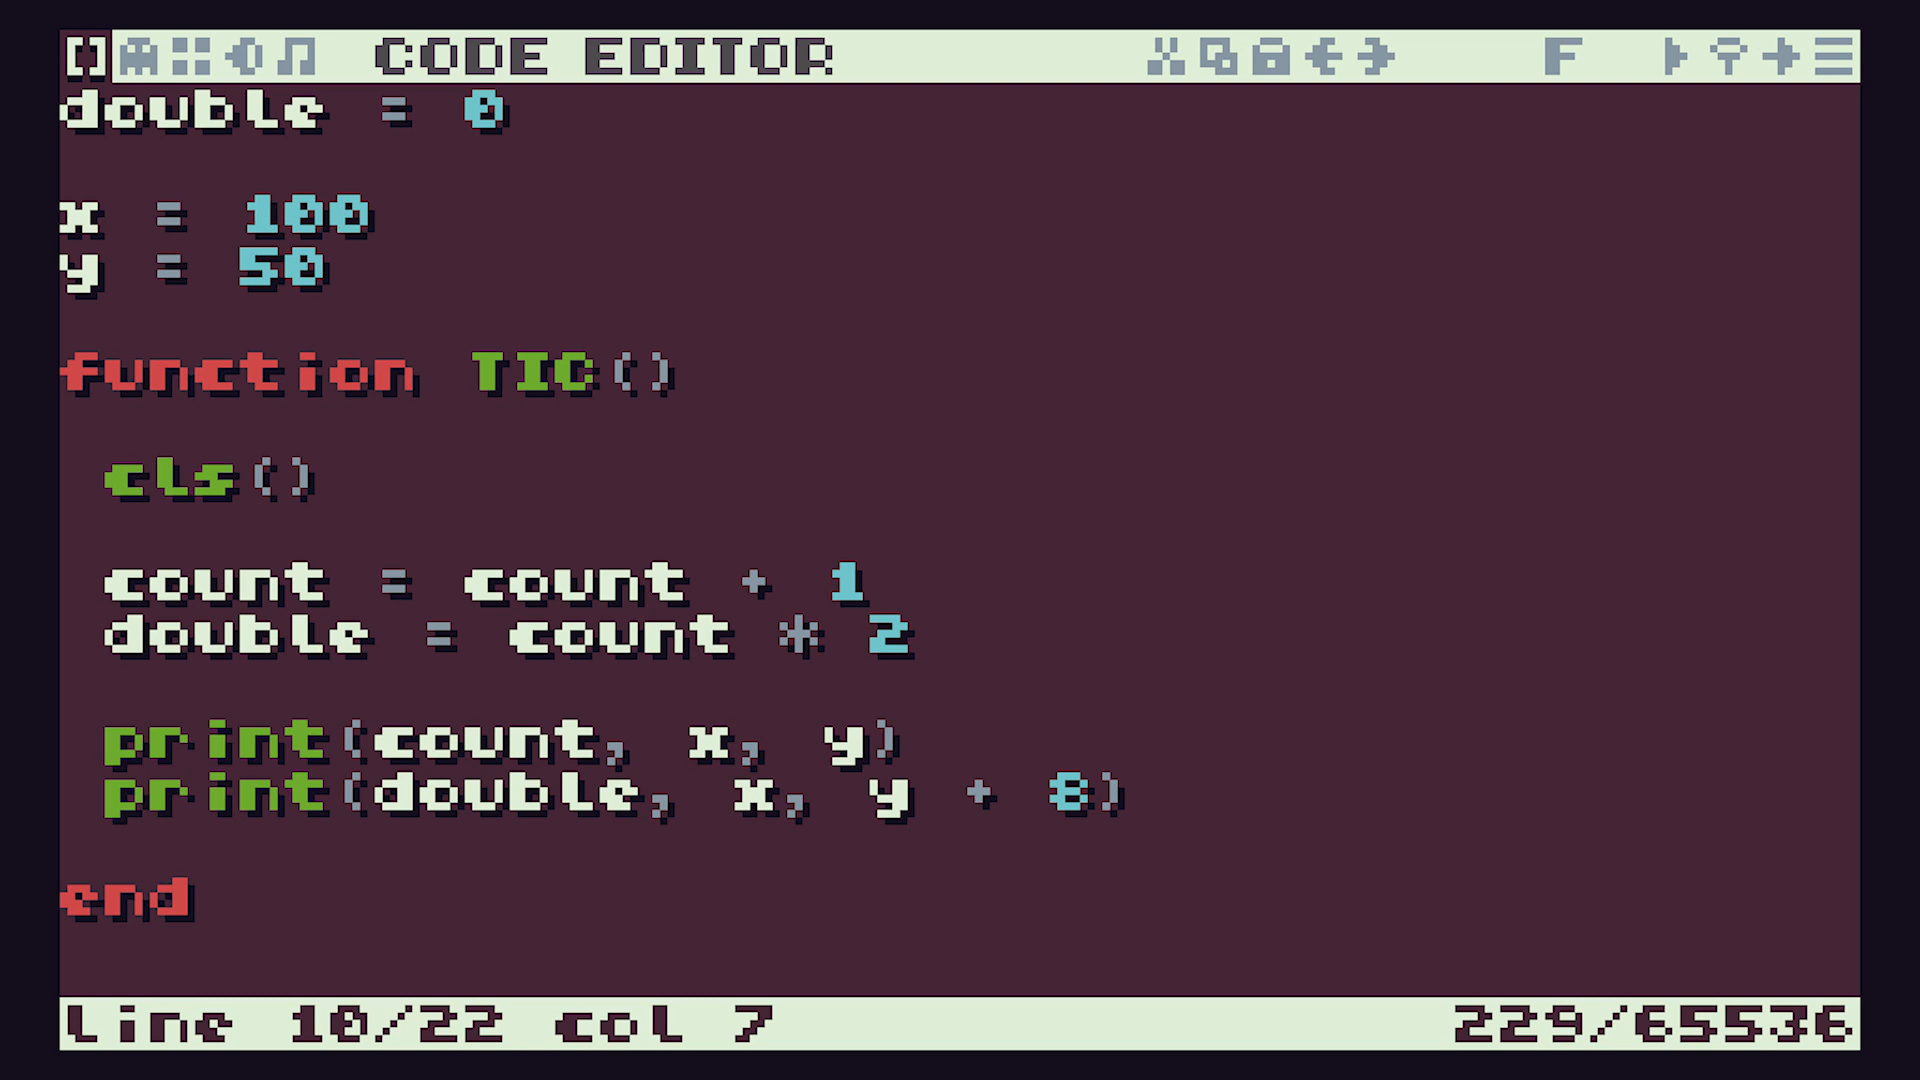 CODE EDITOR F
double = 0
x = 100
y = 50
function TIC()
cls()
count = count + 1
double = count * 2
print(count, x, y)
print(double, x, y + 8)
end
line 10/22 col 7 229/65536